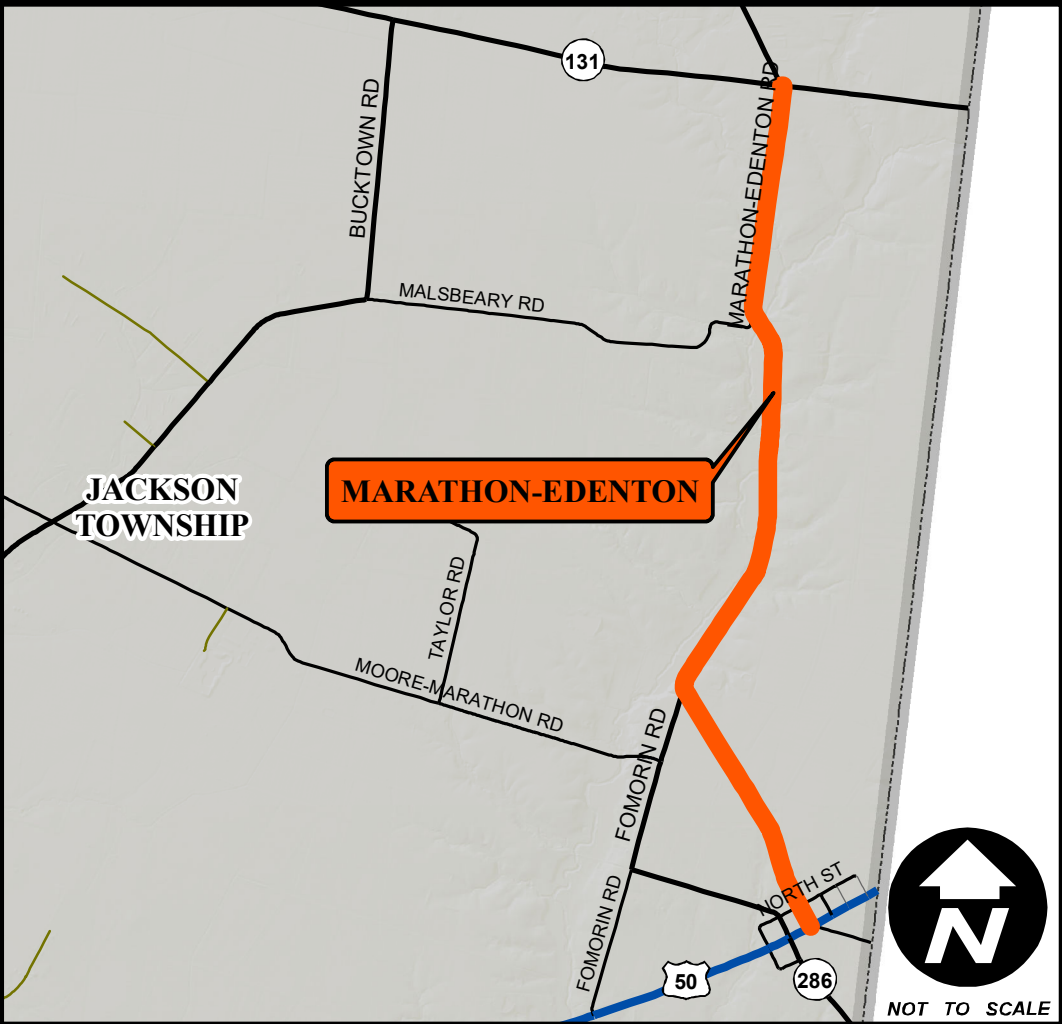 131
BUCKTOWN RD
MARATHON-EDENTON RD
MALSBEARY RD
MARATHON-EDENTON
JACKSON
TOWNSHIP
TAYLOR RD
MOORE-MARATHON RD
FOMORIN RD
NORTH ST
FOMORIN RD
50
286
N
NOT TO SCALE